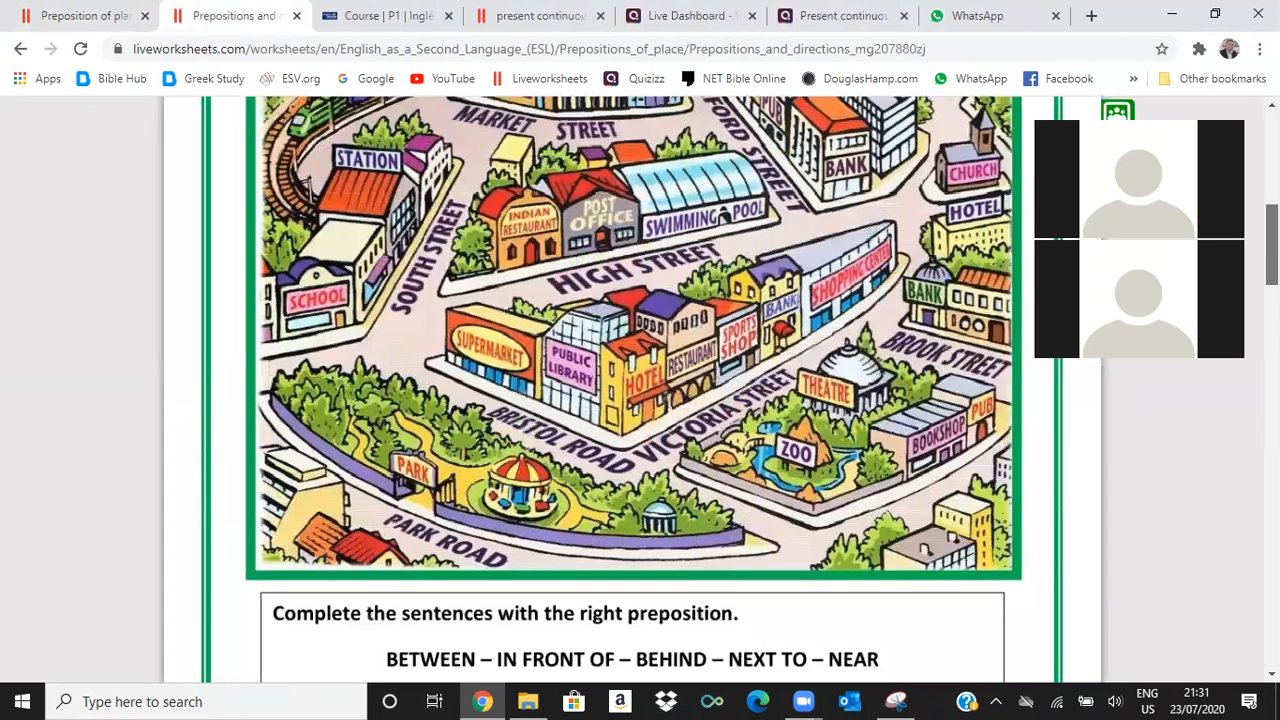 Preposition of pla
Prepositions and
Course | P1 | Inglé
present continuou
Live Dashboard -
Present continuou
WhatsApp
liveworksheets.com/worksheets/en/English_as_a_Second_Language_(ESL)/Prepositions_of_place/Prepositions_and_directions_mg207880zj
Apps
Bible Hub
Greek Study
ESV.org
Google
YouTube
Liveworksheets
Quizizz
NET Bible Online
DouglasHamp.com
WhatsApp
Facebook
»
Other bookmarks
MARKET STREET
FORD STREET
PUB
BANK
CHURCH
STATION
HOTEL
INDIAN
RESTAURANT
POST
OFFICE
SWIMMING POOL
SOUTH STREET
HIGH STREET
SCHOOL
SHOPPING CENTER
BANK
BANK
SUPERMARKET
PUBLIC
LIBRARY
HOTEL
RESTAURANT
SPORTS
SHOP
BROOK STREET
THEATRE
BRISTOL ROAD
VICTORIA STREET
ZOO
BOOKSHOP
PUB
PARK
PARK ROAD
Complete the sentences with the right preposition.
BETWEEN – IN FRONT OF – BEHIND – NEXT TO – NEAR
Type here to search
ENG
US
21:31
23/07/2020